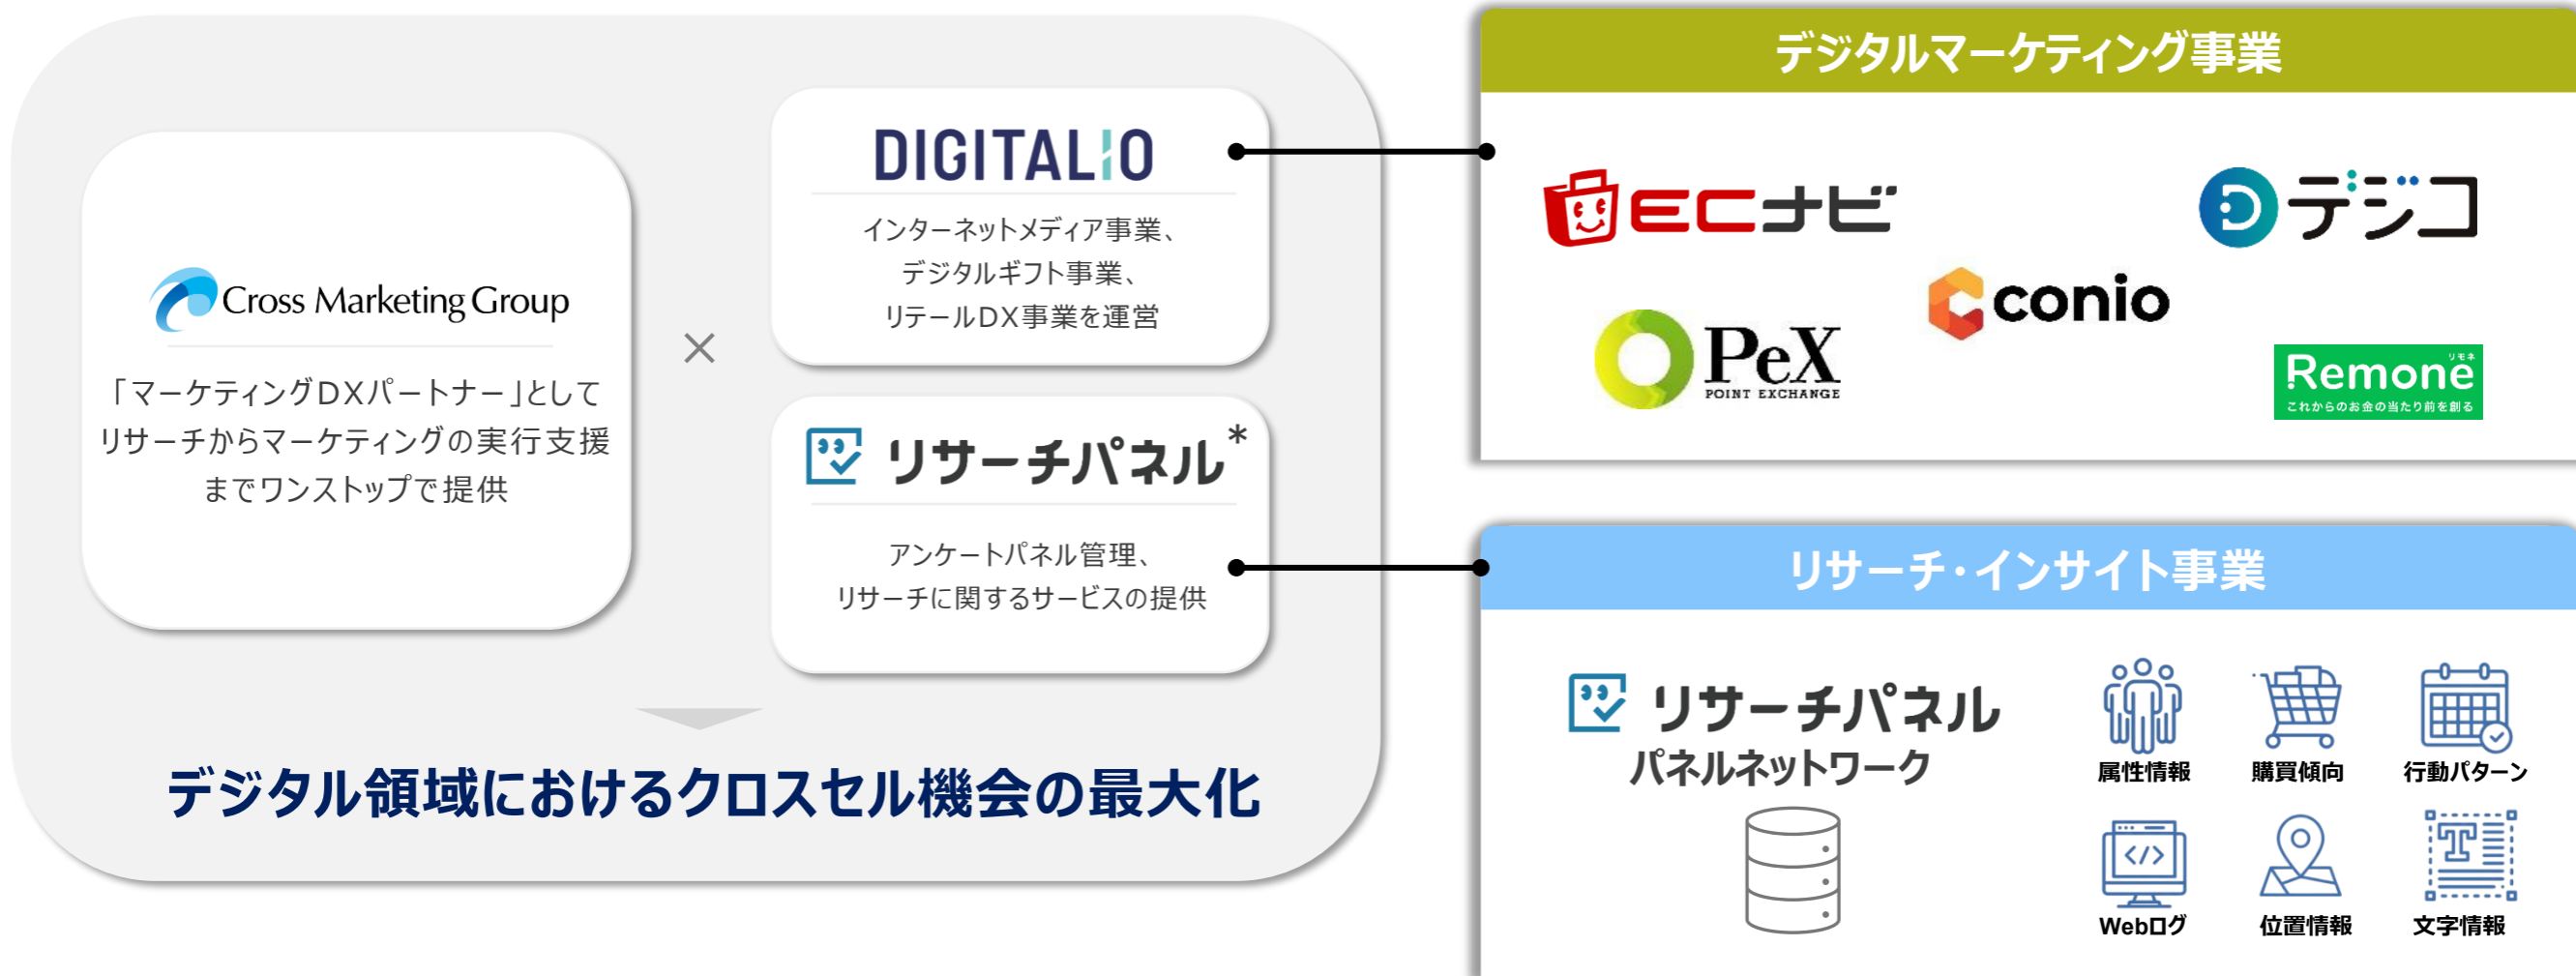 Cross Marketing Group
「マーケティングDXパートナー」として
リサーチからマーケティングの実行支援
までワンストップで提供
×
DIGITALIO
インターネットメディア事業、
デジタルギフト事業、
リテールDX事業を運営
リサーチパネル*
アンケートパネル管理、
リサーチに関するサービスの提供
デジタル領域におけるクロスセル機会の最大化
デジタルマーケティング事業
ECナビ
デジコ
conio
PeX
POINT EXCHANGE
リモネ
Remone
これからのお金の当たり前を創る
リサーチ・インサイト事業
リサーチパネル
パネルネットワーク
属性情報
購買傾向
行動パターン
Webログ
位置情報
文字情報